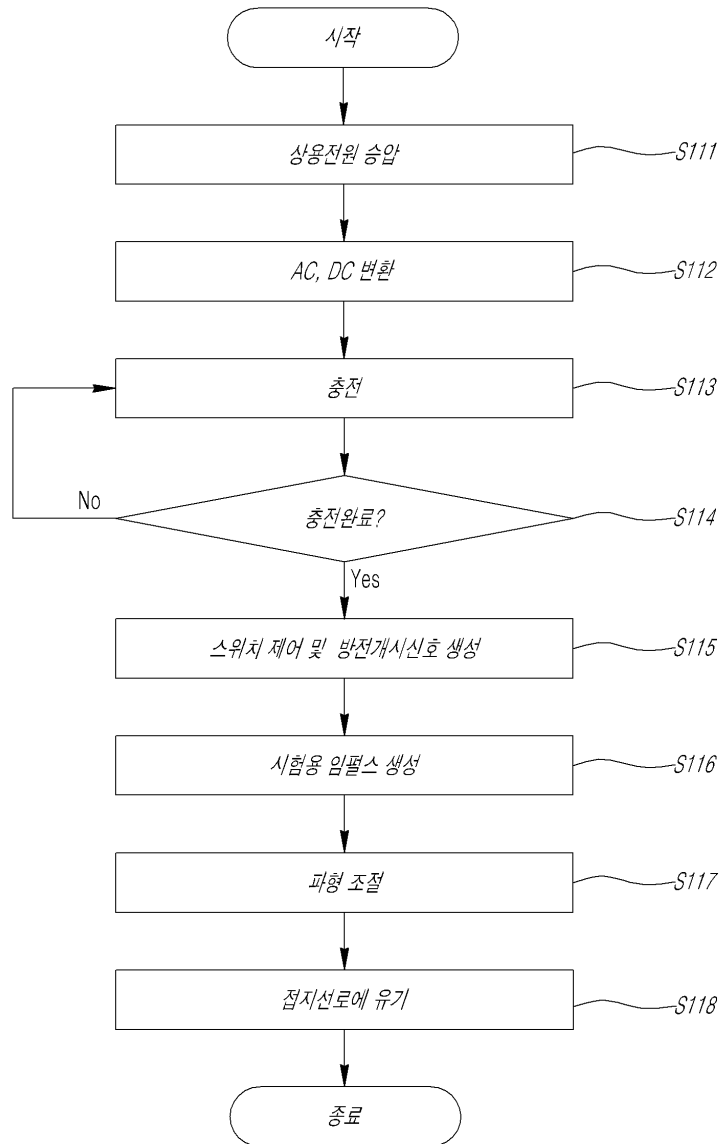 시작
상용전원 승압
S111
AC, DC 변환
S112
충전
S113
No
충전완료?
S114
Yes
스위치 제어 및 방전개시신호 생성
S115
시험용 임펄스 생성
S116
파형 조절
S117
접지선로에 유기
S118
종료